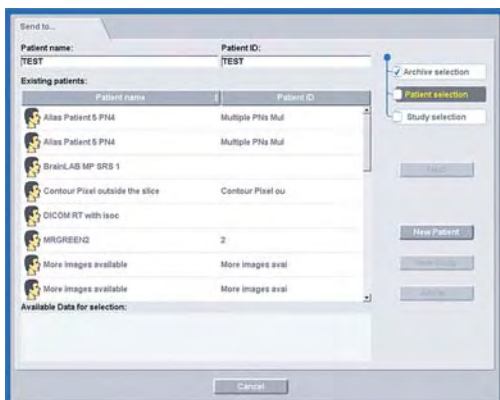 Send to...
Patient name: Patient ID:
TEST TEST
Existing patients:
Patient name Patient ID
Alias Patient 5 PN4 Multiple PNs Mul
Alias Patient 5 PN4 Multiple PNs Mul
BrainLAB MP SRS 1
Contour Pixel outside the slice Contour Pixel ou
DICOM RT with isoc
MRGREEN2 2
More images available More images avai
More images available More images avai
Available Data for selection:
Archive selection
Patient selection
Study selection
Next
New Patient
Cancel